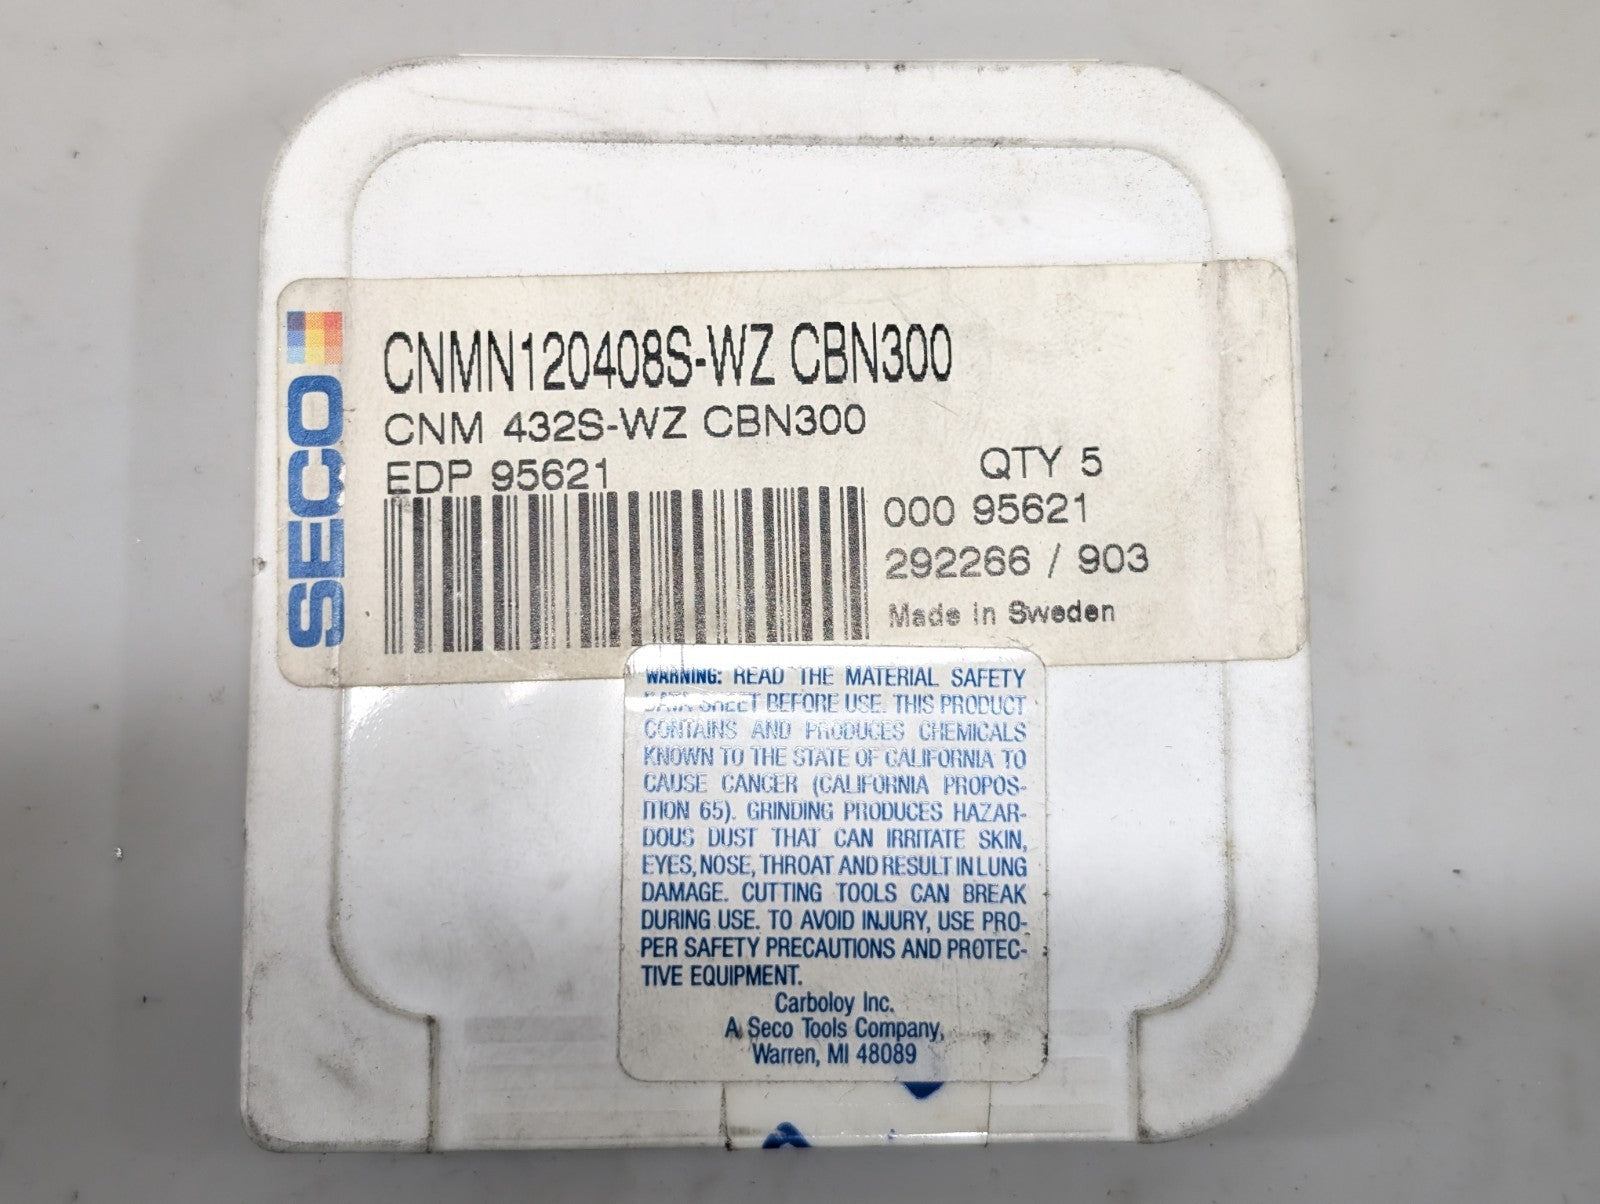 SECO
CNMN120408S-WZ CBN300
CNM 432S-WZ CBN300
EDP 95621
QTY 5
000 95621
292266 / 903
Made in Sweden
WARNING: READ THE MATERIAL SAFETY
DATA SHEET BEFORE USE. THIS PRODUCT
CONTAINS AND PRODUCES CHEMICALS
KNOWN TO THE STATE OF CALIFORNIA TO
CAUSE CANCER (CALIFORNIA PROPOS-
ITION 65). GRINDING PRODUCES HAZAR-
DOUS DUST THAT CAN IRRITATE SKIN,
EYES, NOSE, THROAT AND RESULT IN LUNG
DAMAGE. CUTTING TOOLS CAN BREAK
DURING USE. TO AVOID INJURY, USE PRO-
PER SAFETY PRECAUTIONS AND PROTEC-
TIVE EQUIPMENT.
Carboloy Inc.
A Seco Tools Company,
Warren, MI 48089